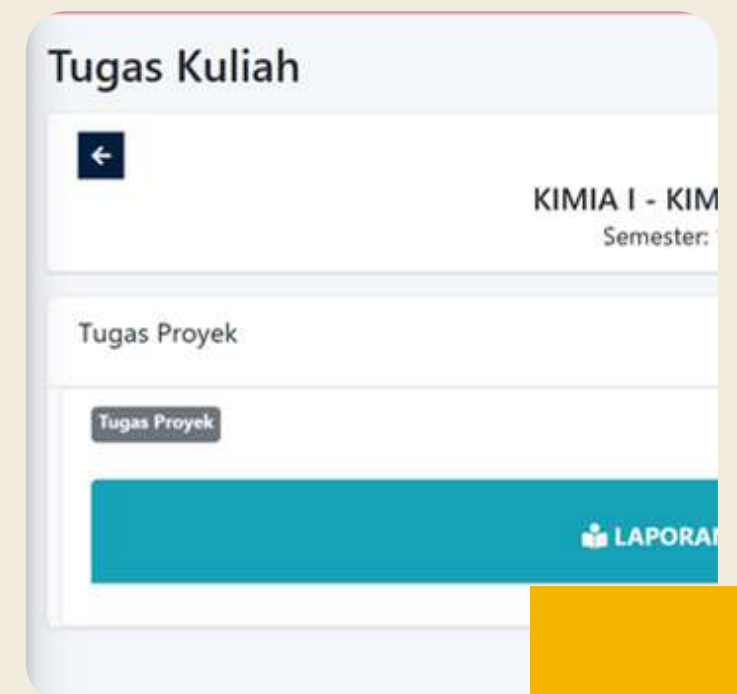 Tugas Kuliah
KIMIA I - KIM
Semester:
Tugas Proyek
Tugas Proyek
LAPORAN